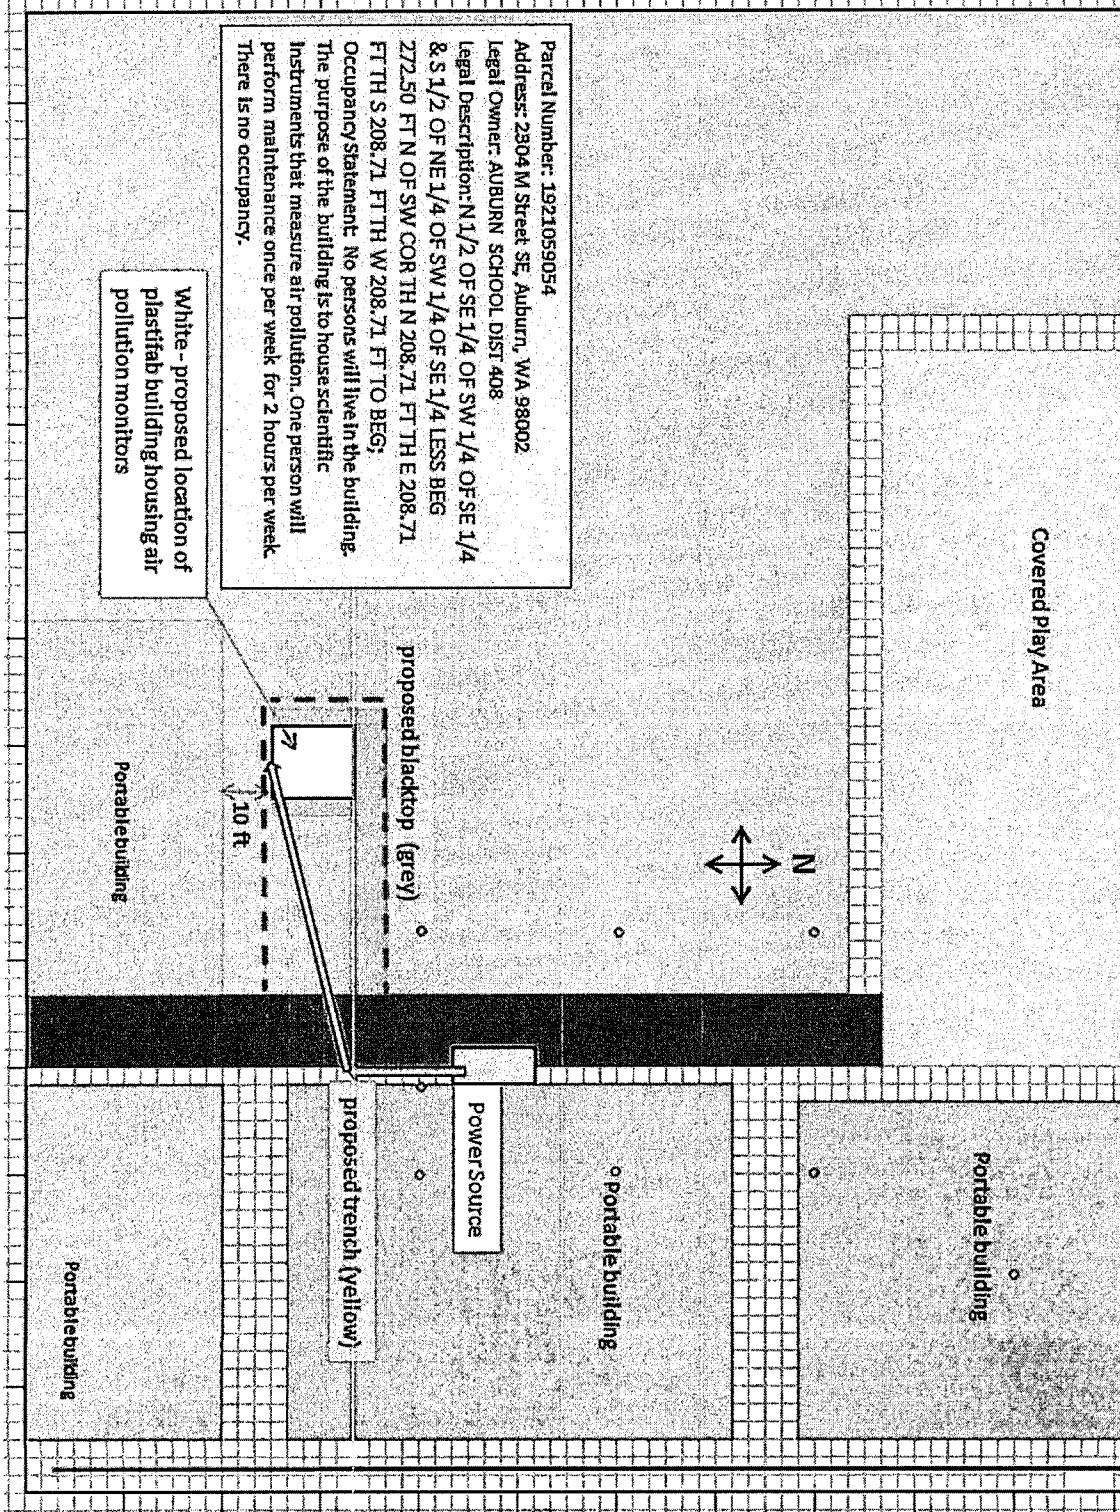 Covered Play Area
Parcel Number: 1921059054
Address: 2304 M Street SE, Auburn, WA 98002
Legal Owner: AUBURN SCHOOL DIST 408
Legal Description: N 1/2 OF SE 1/4 OF SW 1/4 OF SE 1/4
& S 1/2 OF NE 1/4 OF SW 1/4 OF SE 1/4 LESS BEG
272.50 FT N OF SW COR TH N 208.71 FT TH E 208.71
FT TH S 208.71 FT TH W 208.71 FT TO BEG;
Occupancy Statement: No persons will live in the building.
The purpose of the building is to house scientific
Instruments that measure air pollution. One person will
perform maintenance once per week for 2 hours per week.
There is no occupancy.
White - proposed location of
plastifab building housing air
pollution monitors
N
proposed blacktop (grey)
10 ft
Portable building
Portable building
Portable building
Power Source
proposed trench (yellow)
Portable building